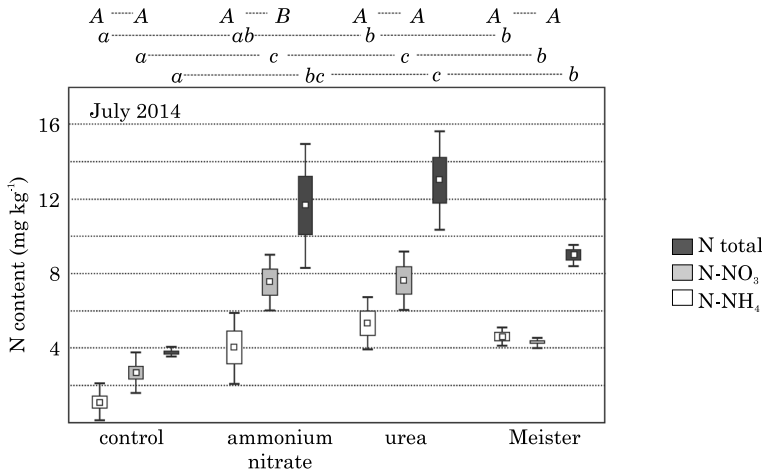 A A A B A A A A
a ab b b
a c c b
a bc c b
July 2014
16
12
8
4
N content (mg kg⁻¹)
N total
N-NO₃
N-NH₄
control ammonium urea Meister
nitrate